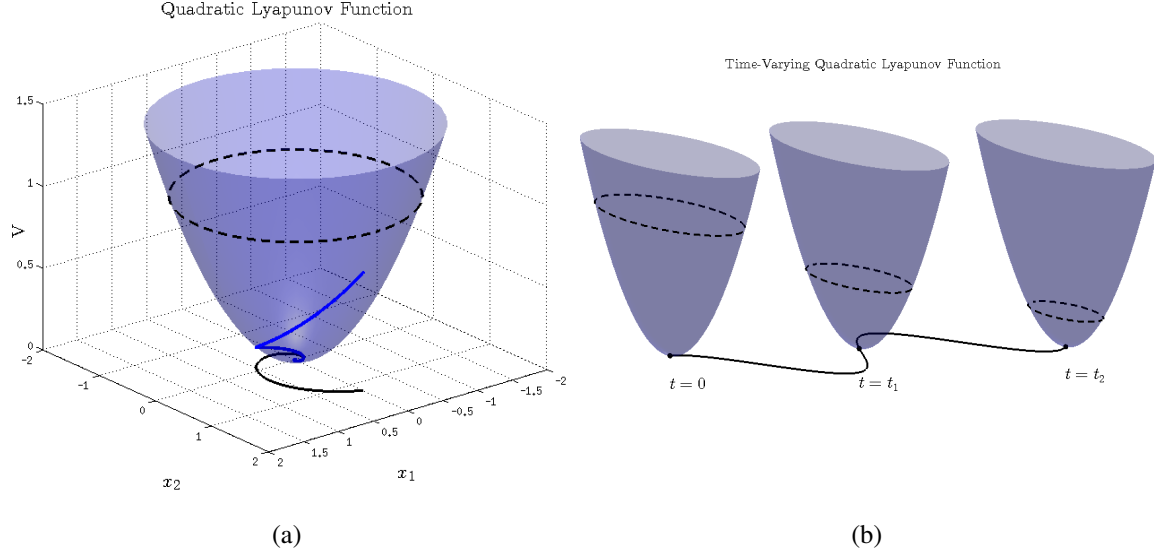 Quadratic Lyapunov Function
1.5
1
0.5
0
V
-2
-1
0
1
2
x₂
2
1.5
1
0.5
0
-0.5
-1
-1.5
-2
x₁
(a)
Time-Varying Quadratic Lyapunov Function
t = 0
t = t₁
t = t₂
(b)